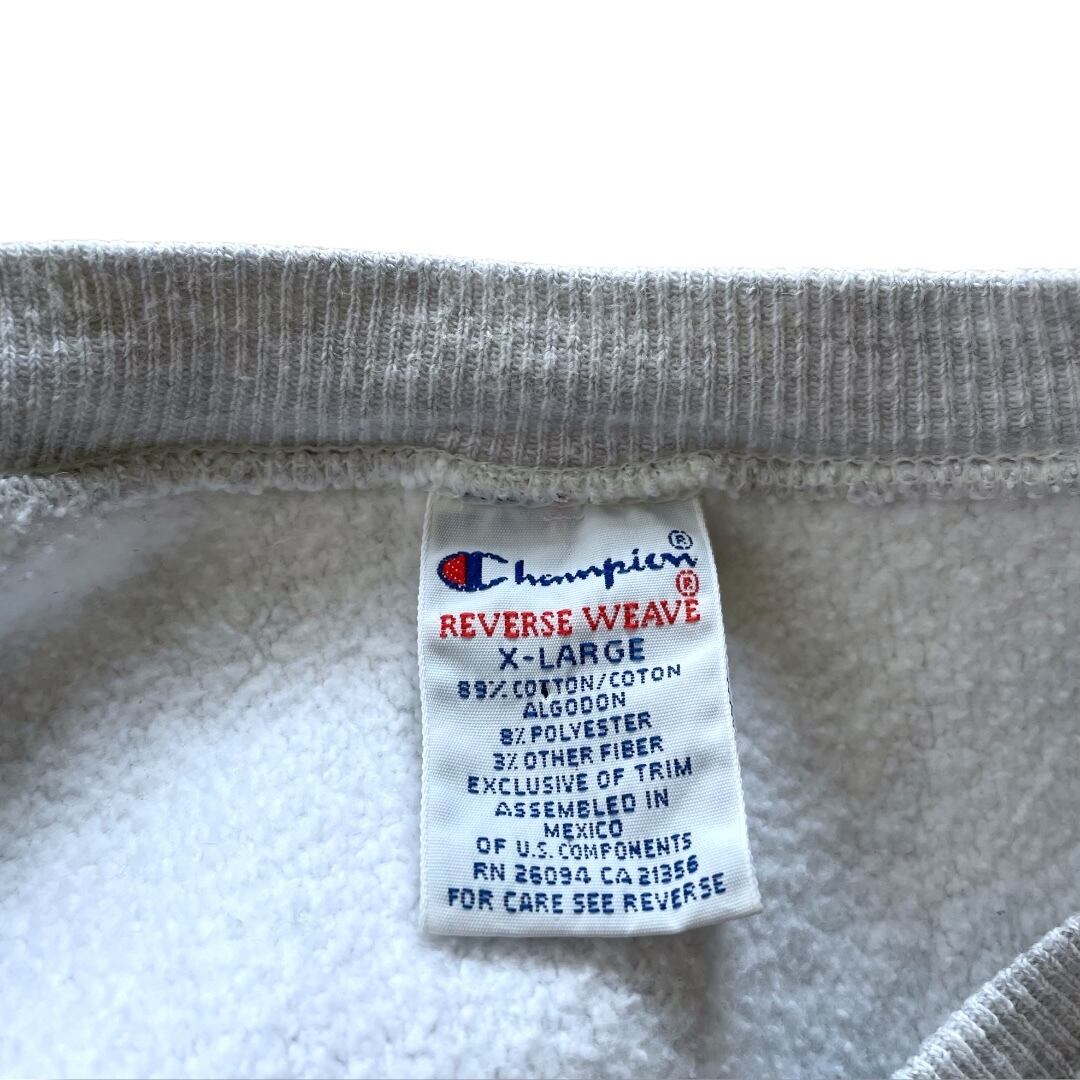 Champion®
REVERSE WEAVE®
X-LARGE
89% COTTON/COTON
ALGODON
8% POLYESTER
3% OTHER FIBER
EXCLUSIVE OF TRIM
ASSEMBLED IN
MEXICO
OF U.S. COMPONENTS
RN 26094 CA 21356
FOR CARE SEE REVERSE